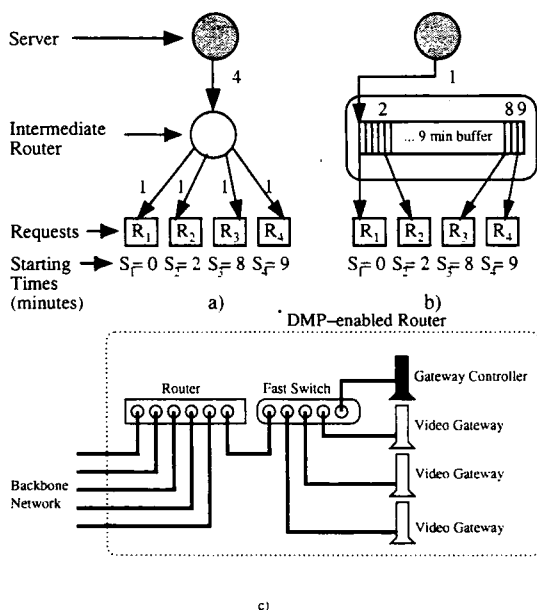 Server
4
1
Intermediate
Router
2
8 9
... 9 min buffer
1 1 1 1
Requests
R1 R2 R3 R4
R1 R2 R3 R4
Starting
Times
(minutes)
S1= 0 S2= 2 S3= 8 S4= 9
S1= 0 S2= 2 S3= 8 S4= 9
a)
b)
DMP–enabled Router
Router
Fast Switch
Gateway Controller
Video Gateway
Backbone
Network
Video Gateway
Video Gateway
c)